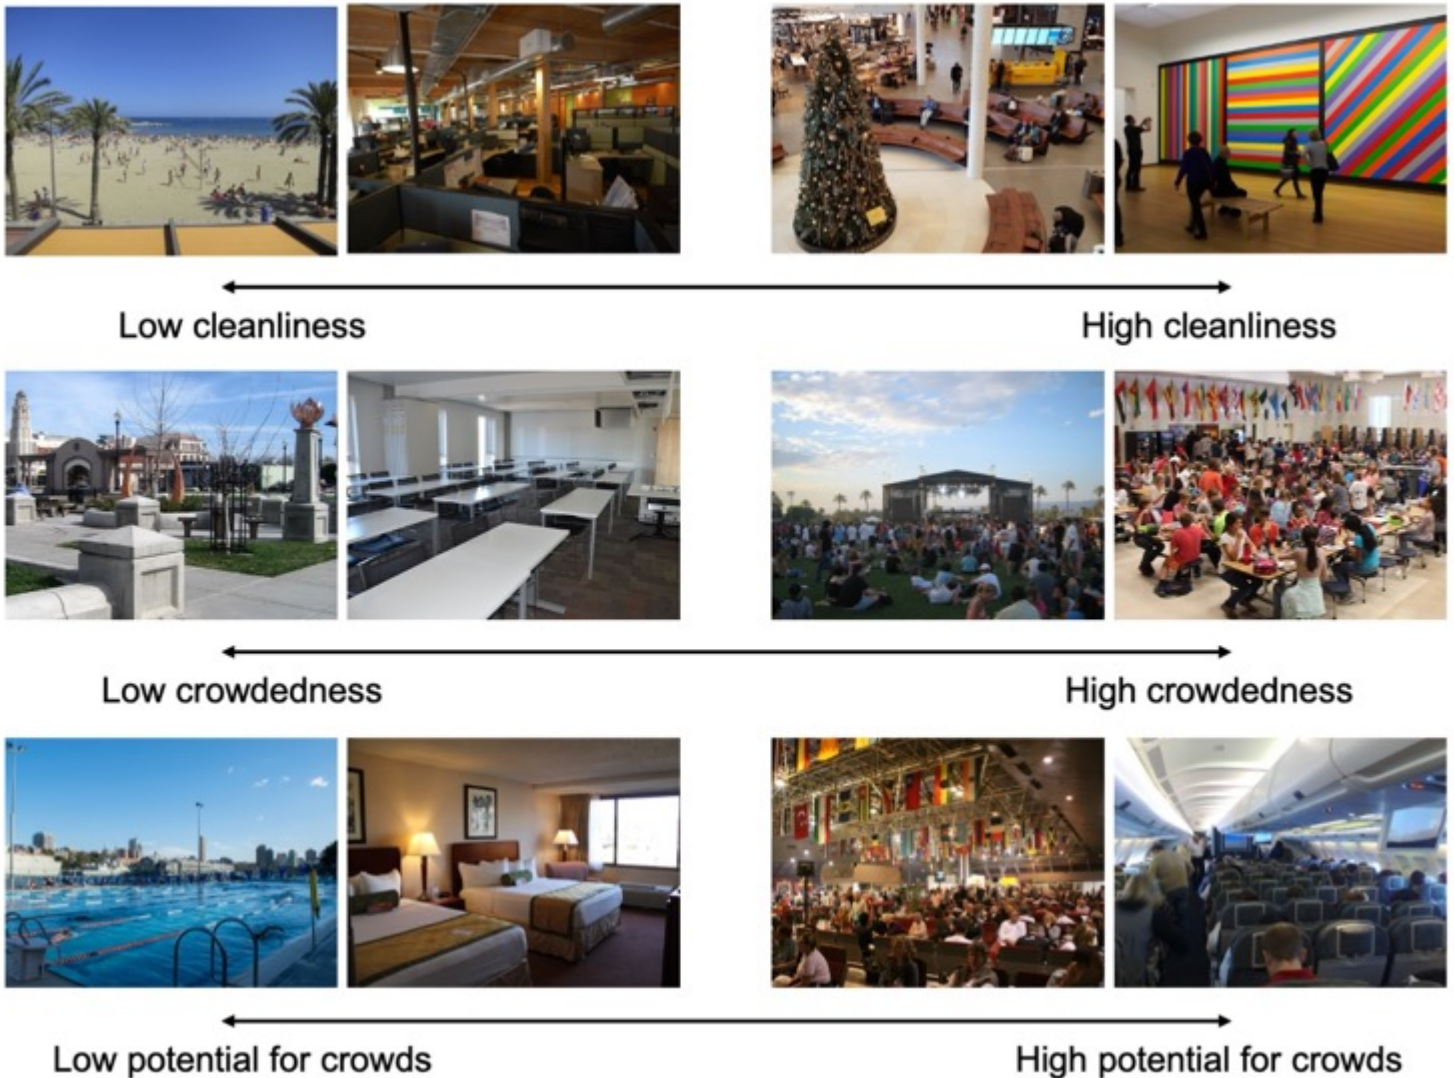 Low cleanliness
High cleanliness
Low crowdedness
High crowdedness
Low potential for crowds
High potential for crowds